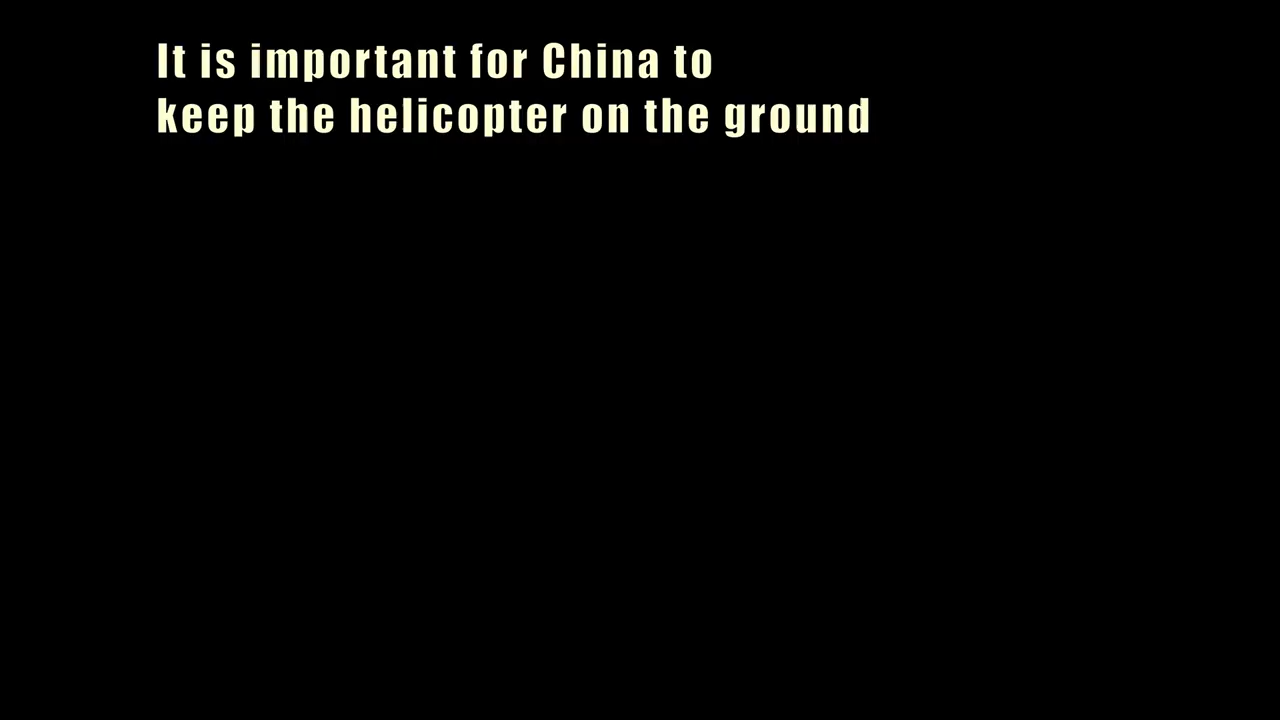 It is important for China to
keep the helicopter on the ground